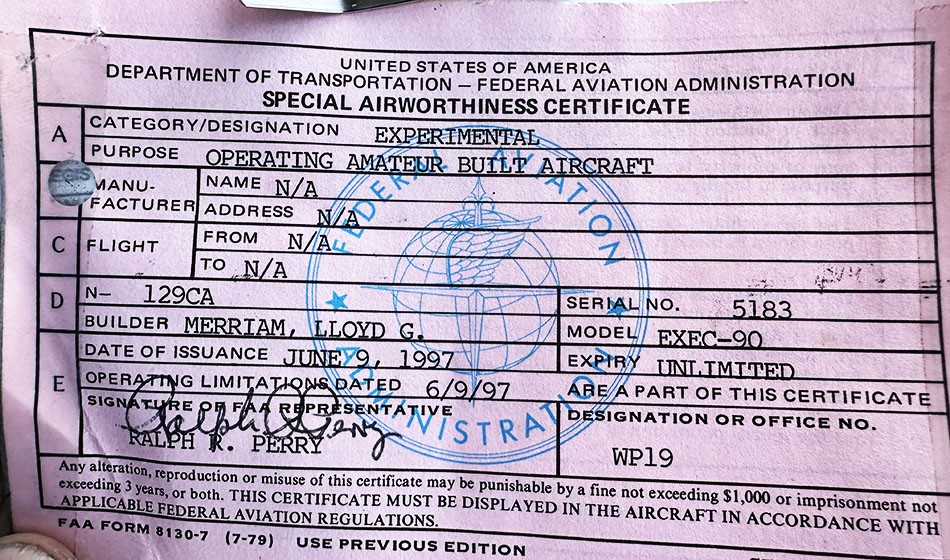 UNITED STATES OF AMERICA
DEPARTMENT OF TRANSPORTATION – FEDERAL AVIATION ADMINISTRATION
SPECIAL AIRWORTHINESS CERTIFICATE
A
CATEGORY/DESIGNATION EXPERIMENTAL
PURPOSE OPERATING AMATEUR BUILT AIRCRAFT
MANU-
FACTURER
NAME N/A
ADDRESS N/A
C
FLIGHT
FROM N/A
TO N/A
D
N– 129CA
SERIAL NO. 5183
BUILDER MERRIAM, LLOYD G.
MODEL EXEC-90
E
DATE OF ISSUANCE JUNE 9, 1997
EXPIRY UNLIMITED
OPERATING LIMITATIONS DATED 6/9/97 ARE A PART OF THIS CERTIFICATE
SIGNATURE OF FAA REPRESENTATIVE
Ralph R Perry
RALPH R. PERRY
DESIGNATION OR OFFICE NO.
WP19
Any alteration, reproduction or misuse of this certificate may be punishable by a fine not exceeding $1,000 or imprisonment not
exceeding 3 years, or both. THIS CERTIFICATE MUST BE DISPLAYED IN THE AIRCRAFT IN ACCORDANCE WITH
APPLICABLE FEDERAL AVIATION REGULATIONS.
FAA FORM 8130-7 (7-79) USE PREVIOUS EDITION
FEDERAL AVIATION
ADMINISTRATION